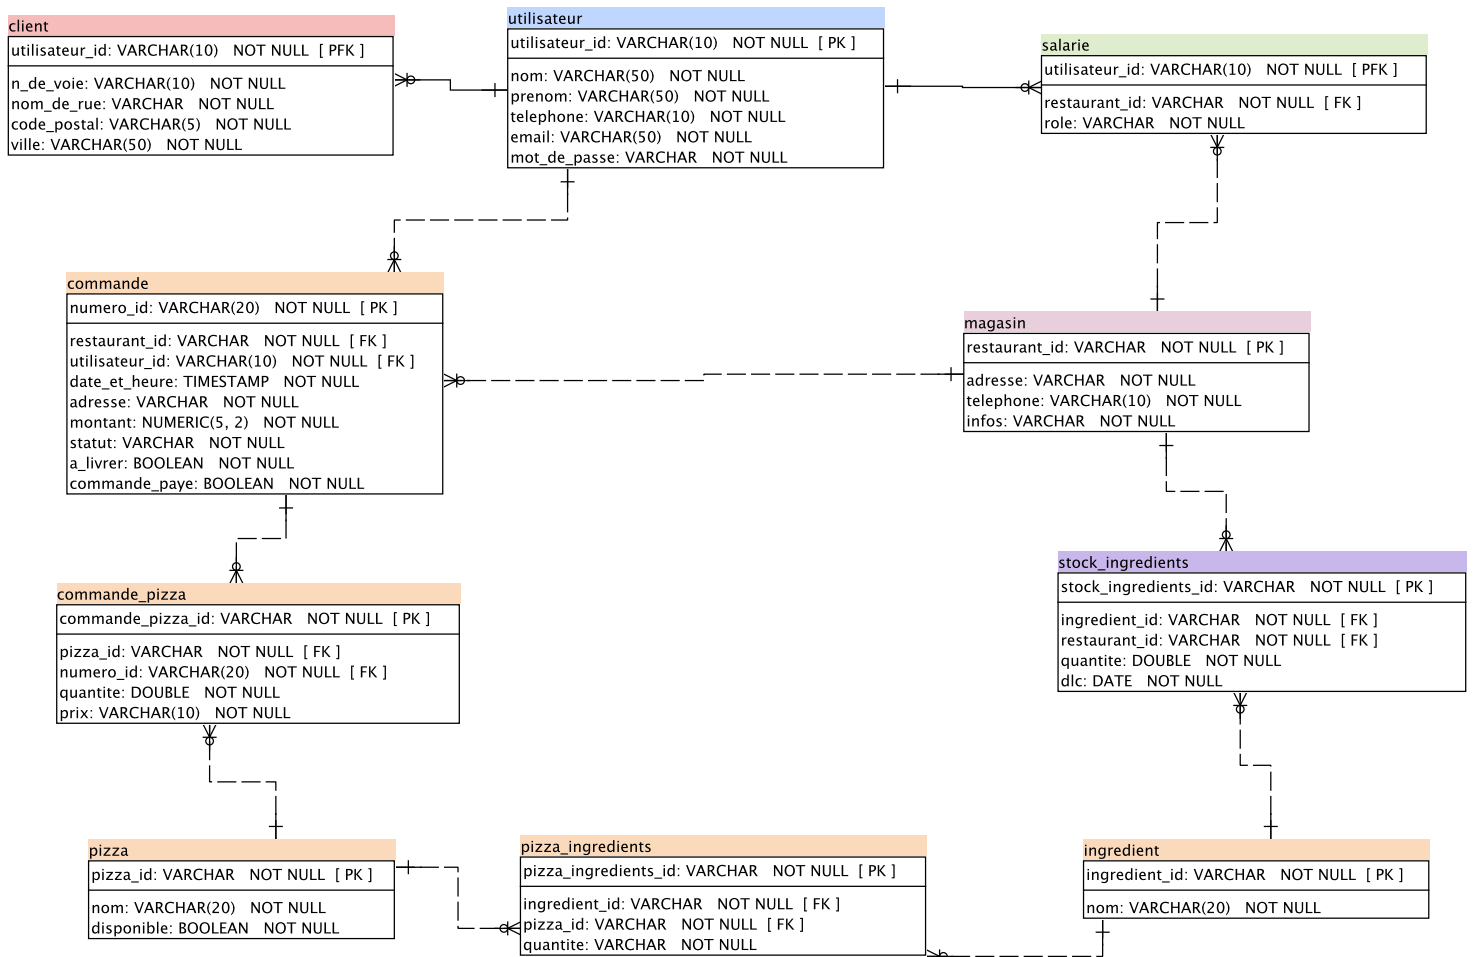 client
utilisateur_id: VARCHAR(10) NOT NULL [ PFK ]
n_de_voie: VARCHAR(10) NOT NULL
nom_de_rue: VARCHAR NOT NULL
code_postal: VARCHAR(5) NOT NULL
ville: VARCHAR(50) NOT NULL
utilisateur
utilisateur_id: VARCHAR(10) NOT NULL [ PK ]
nom: VARCHAR(50) NOT NULL
prenom: VARCHAR(50) NOT NULL
telephone: VARCHAR(10) NOT NULL
email: VARCHAR(50) NOT NULL
mot_de_passe: VARCHAR NOT NULL
salarie
utilisateur_id: VARCHAR(10) NOT NULL [ PFK ]
restaurant_id: VARCHAR NOT NULL [ FK ]
role: VARCHAR NOT NULL
commande
numero_id: VARCHAR(20) NOT NULL [ PK ]
restaurant_id: VARCHAR NOT NULL [ FK ]
utilisateur_id: VARCHAR(10) NOT NULL [ FK ]
date_et_heure: TIMESTAMP NOT NULL
adresse: VARCHAR NOT NULL
montant: NUMERIC(5, 2) NOT NULL
statut: VARCHAR NOT NULL
a_livrer: BOOLEAN NOT NULL
commande_paye: BOOLEAN NOT NULL
magasin
restaurant_id: VARCHAR NOT NULL [ PK ]
adresse: VARCHAR NOT NULL
telephone: VARCHAR(10) NOT NULL
infos: VARCHAR NOT NULL
commande_pizza
commande_pizza_id: VARCHAR NOT NULL [ PK ]
pizza_id: VARCHAR NOT NULL [ FK ]
numero_id: VARCHAR(20) NOT NULL [ FK ]
quantite: DOUBLE NOT NULL
prix: VARCHAR(10) NOT NULL
stock_ingredients
stock_ingredients_id: VARCHAR NOT NULL [ PK ]
ingredient_id: VARCHAR NOT NULL [ FK ]
restaurant_id: VARCHAR NOT NULL [ FK ]
quantite: DOUBLE NOT NULL
dlc: DATE NOT NULL
pizza
pizza_id: VARCHAR NOT NULL [ PK ]
nom: VARCHAR(20) NOT NULL
disponible: BOOLEAN NOT NULL
pizza_ingredients
pizza_ingredients_id: VARCHAR NOT NULL [ PK ]
ingredient_id: VARCHAR NOT NULL [ FK ]
pizza_id: VARCHAR NOT NULL [ FK ]
quantite: VARCHAR NOT NULL
ingredient
ingredient_id: VARCHAR NOT NULL [ PK ]
nom: VARCHAR(20) NOT NULL